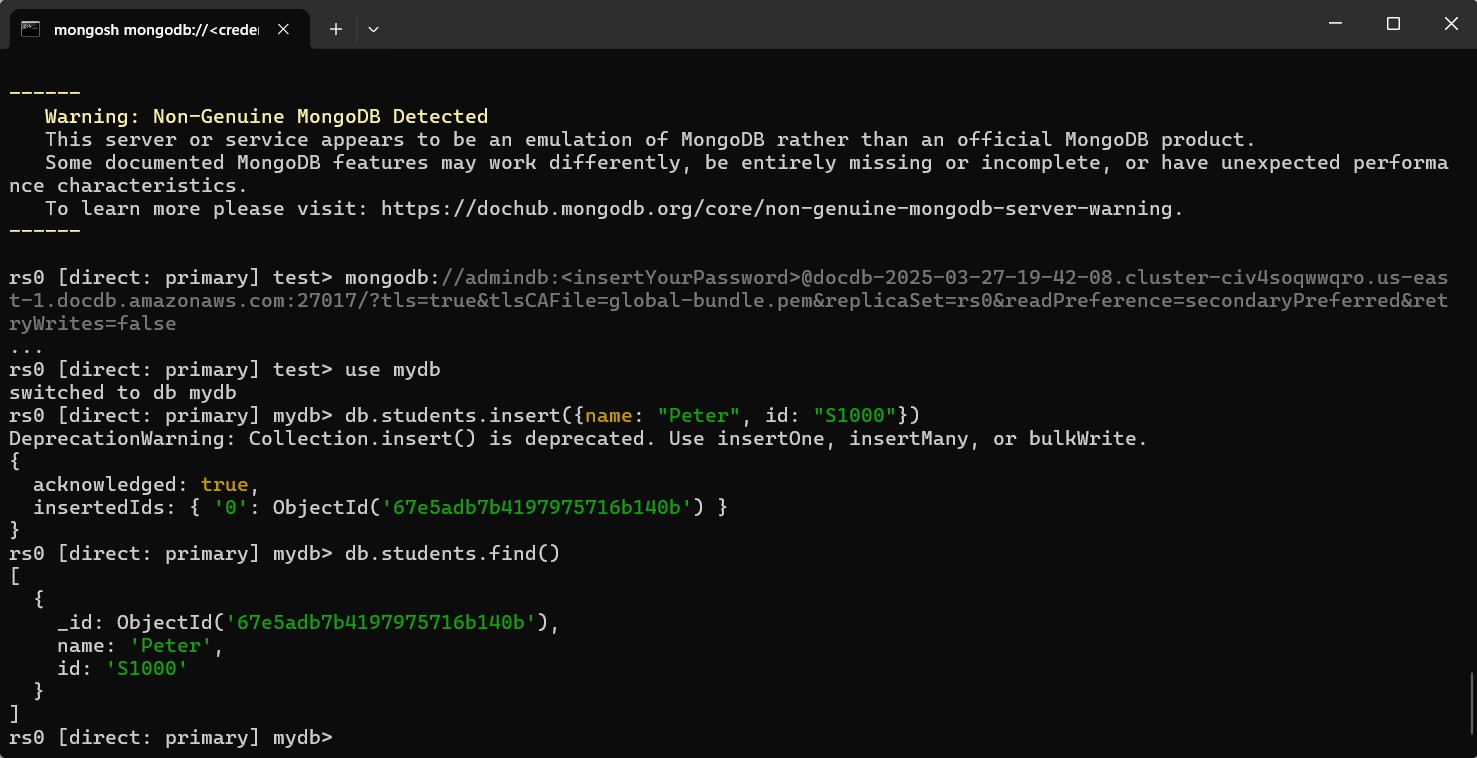 mongosh mongodb://<crede
------
   Warning: Non-Genuine MongoDB Detected
   This server or service appears to be an emulation of MongoDB rather than an official MongoDB product.
   Some documented MongoDB features may work differently, be entirely missing or incomplete, or have unexpected performa
nce characteristics.
   To learn more please visit: https://dochub.mongodb.org/core/non-genuine-mongodb-server-warning.
------
rs0 [direct: primary] test> mongodb://admindb:<insertYourPassword>@docdb-2025-03-27-19-42-08.cluster-civ4soqwwqro.us-eas
t-1.docdb.amazonaws.com:27017/?tls=true&tlsCAFile=global-bundle.pem&replicaSet=rs0&readPreference=secondaryPreferred&ret
ryWrites=false
...
rs0 [direct: primary] test> use mydb
switched to db mydb
rs0 [direct: primary] mydb> db.students.insert({name: "Peter", id: "S1000"})
DeprecationWarning: Collection.insert() is deprecated. Use insertOne, insertMany, or bulkWrite.
{
  acknowledged: true,
  insertedIds: { '0': ObjectId('67e5adb7b4197975716b140b') }
}
rs0 [direct: primary] mydb> db.students.find()
[
  {
    _id: ObjectId('67e5adb7b4197975716b140b'),
    name: 'Peter',
    id: 'S1000'
  }
]
rs0 [direct: primary] mydb>